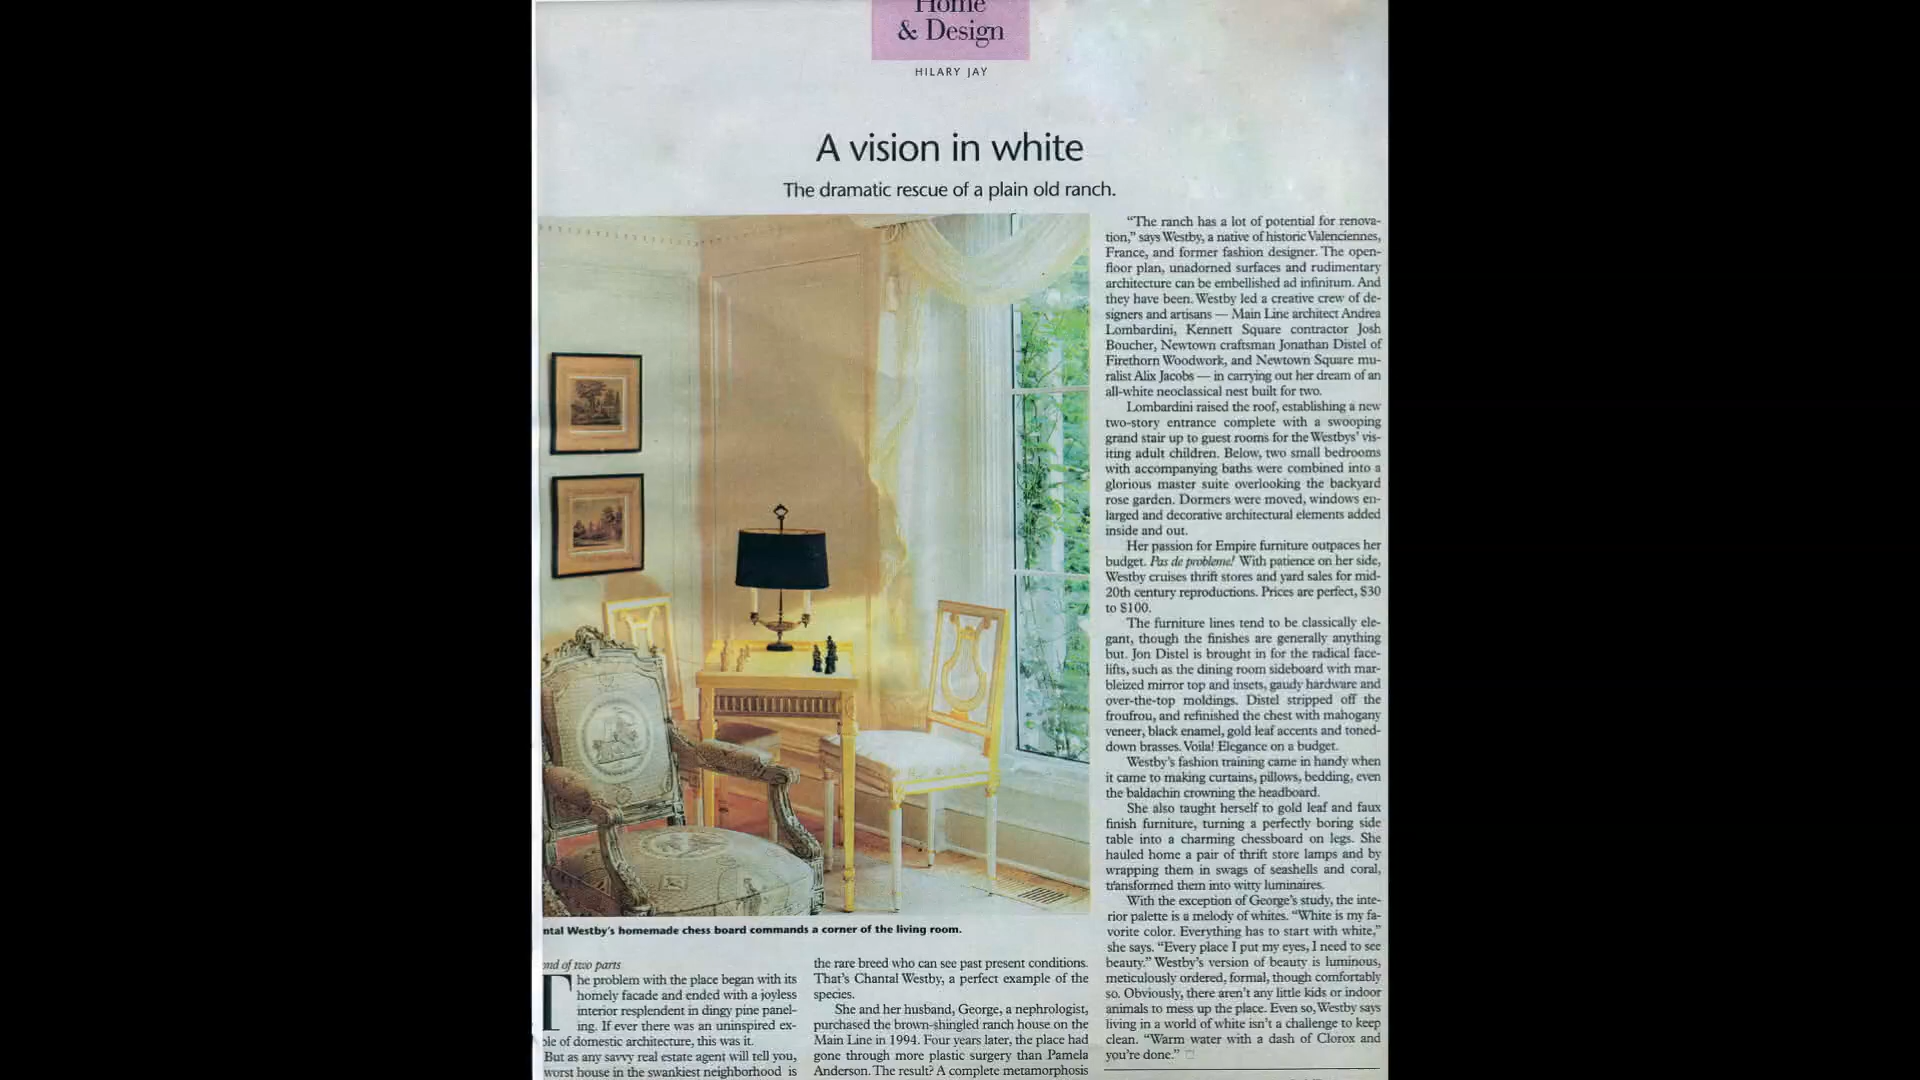 Home
& Design
HILARY JAY
A vision in white
The dramatic rescue of a plain old ranch.
ntal Westby's homemade chess board commands a corner of the living room.
nd of two parts
The problem with the place began with its
homely facade and ended with a joyless
interior resplendent in dingy pine panel-
ing. If ever there was an uninspired ex-
ple of domestic architecture, this was it.
But as any savvy real estate agent will tell you,
worst house in the swankiest neighborhood is
the rare breed who can see past present conditions.
That's Chantal Westby, a perfect example of the
species.
She and her husband, George, a nephrologist,
purchased the brown-shingled ranch house on the
Main Line in 1994. Four years later, the place had
gone through more plastic surgery than Pamela
Anderson. The result? A complete metamorphosis
"The ranch has a lot of potential for renova-
tion," says Westby, a native of historic Valenciennes,
France, and former fashion designer. The open-
floor plan, unadorned surfaces and rudimentary
architecture can be embellished ad infinitum. And
they have been. Westby led a creative crew of de-
signers and artisans — Main Line architect Andrea
Lombardini, Kennett Square contractor Josh
Boucher, Newtown craftsman Jonathan Distel of
Firethorn Woodwork, and Newtown Square mu-
ralist Alix Jacobs — in carrying out her dream of an
all-white neoclassical nest built for two.
Lombardini raised the roof, establishing a new
two-story entrance complete with a swooping
grand stair up to guest rooms for the Westbys' vis-
iting adult children. Below, two small bedrooms
with accompanying baths were combined into a
glorious master suite overlooking the backyard
rose garden. Dormers were moved, windows en-
larged and decorative architectural elements added
inside and out.
Her passion for Empire furniture outpaces her
budget. Pas de probleme! With patience on her side,
Westby cruises thrift stores and yard sales for mid-
20th century reproductions. Prices are perfect, $30
to $100.
The furniture lines tend to be classically ele-
gant, though the finishes are generally anything
but. Jon Distel is brought in for the radical face-
lifts, such as the dining room sideboard with mar-
bleized mirror top and insets, gaudy hardware and
over-the-top moldings. Distel stripped off the
froufrou, and refinished the chest with mahogany
veneer, black enamel, gold leaf accents and toned-
down brasses. Voila! Elegance on a budget.
Westby's fashion training came in handy when
it came to making curtains, pillows, bedding, even
the baldachin crowning the headboard.
She also taught herself to gold leaf and faux
finish furniture, turning a perfectly boring side
table into a charming chessboard on legs. She
hauled home a pair of thrift store lamps and by
wrapping them in swags of seashells and coral,
transformed them into witty luminaires.
With the exception of George's study, the inte-
rior palette is a melody of whites. "White is my fa-
vorite color. Everything has to start with white,"
she says. "Every place I put my eyes, I need to see
beauty." Westby's version of beauty is luminous,
meticulously ordered, formal, though comfortably
so. Obviously, there aren't any little kids or indoor
animals to mess up the place. Even so, Westby says
living in a world of white isn't a challenge to keep
clean. "Warm water with a dash of Clorox and
you're done."